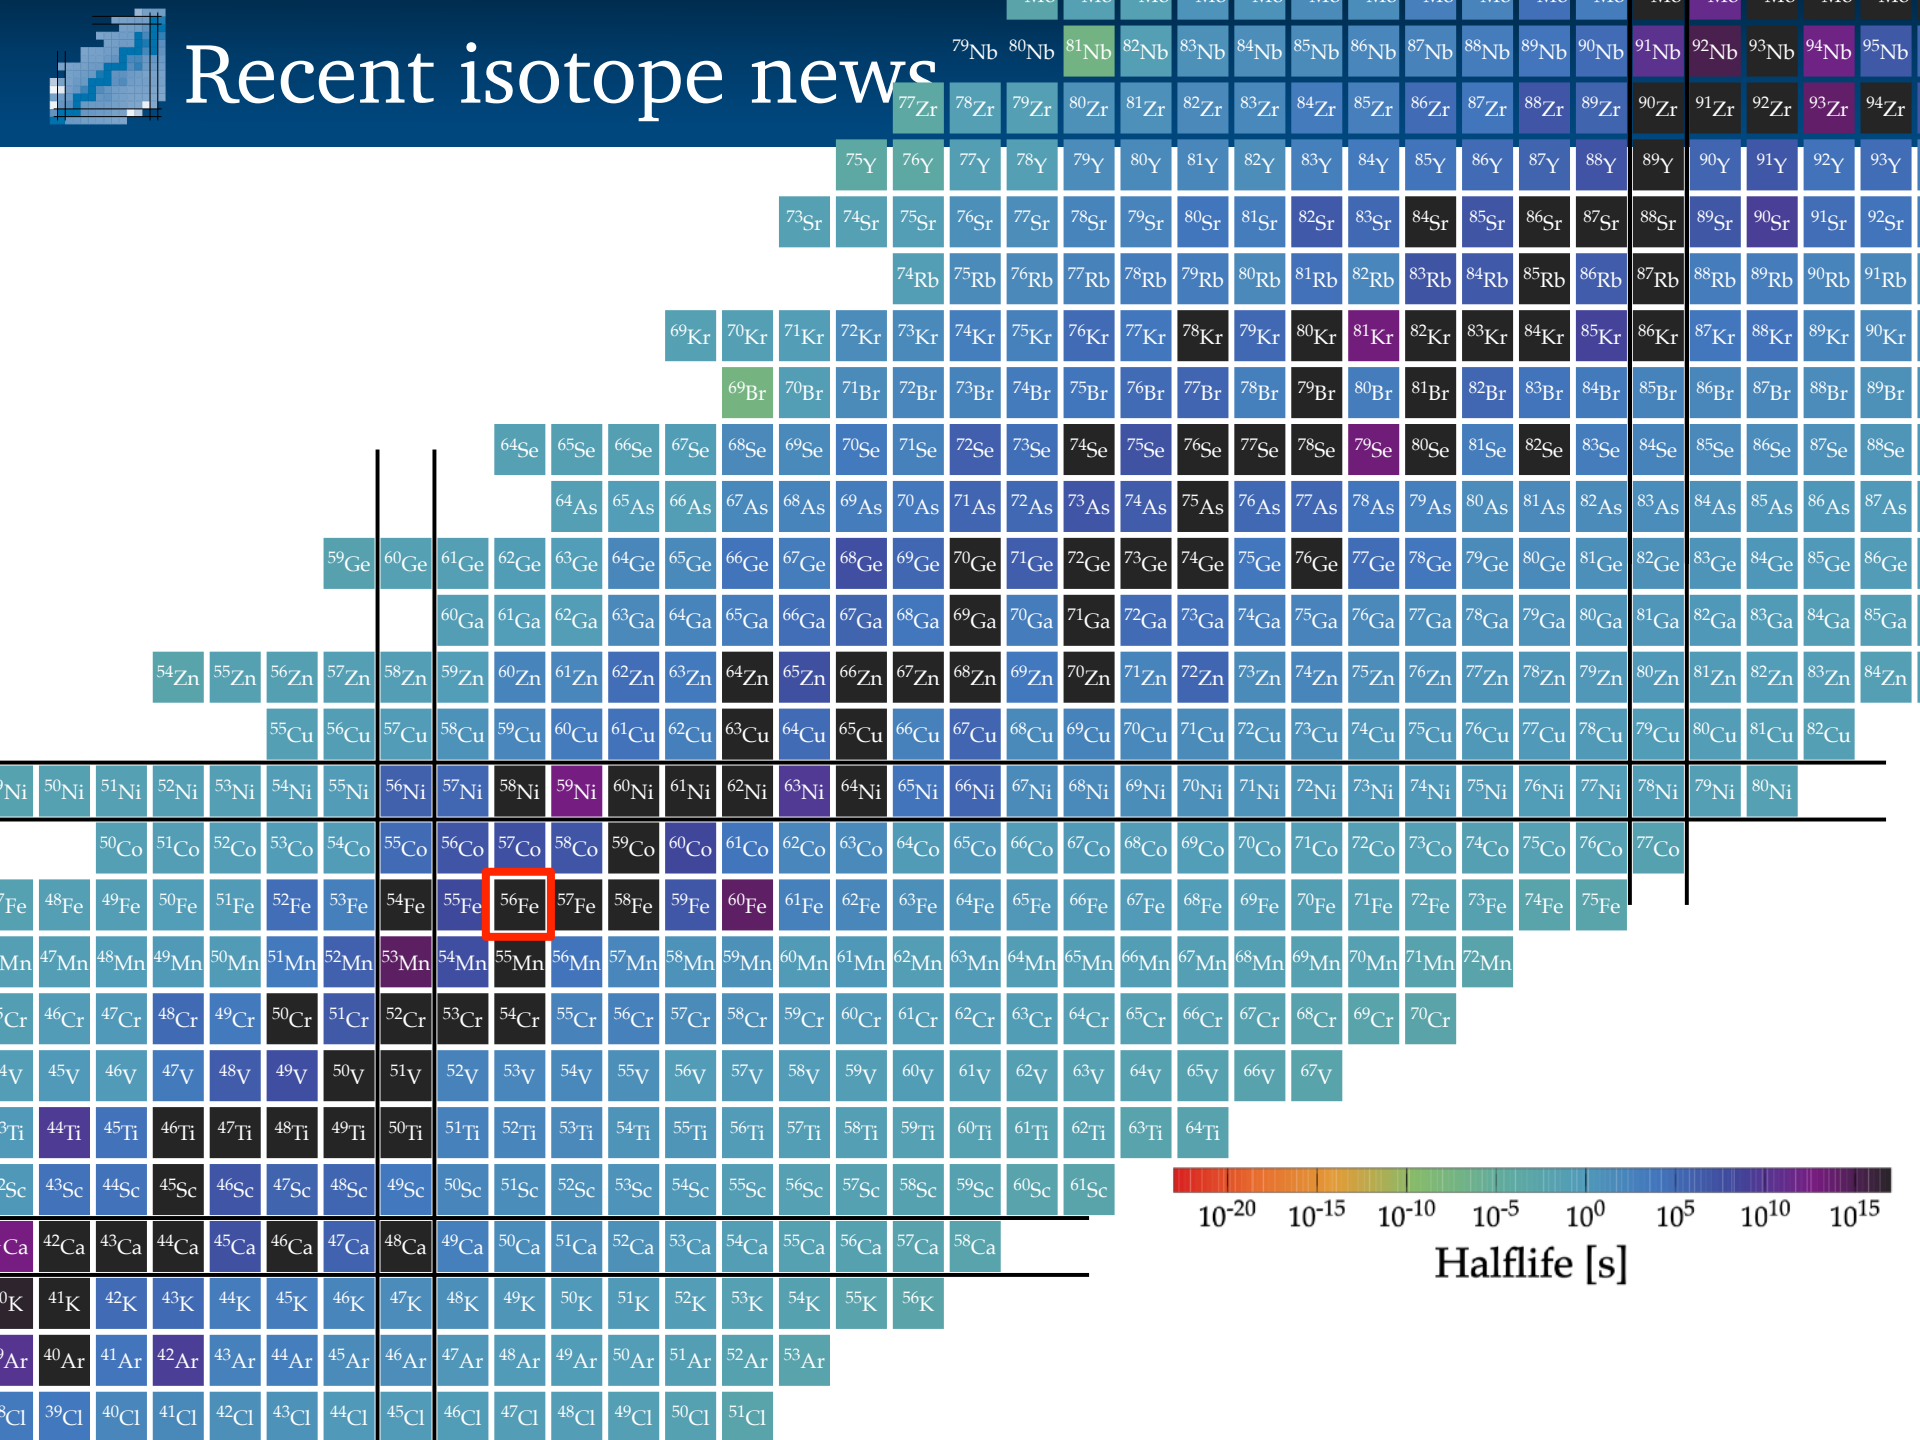 Recent isotope news
79Nb 80Nb 81Nb 82Nb 83Nb 84Nb 85Nb 86Nb 87Nb 88Nb 89Nb 90Nb 91Nb 92Nb 93Nb 94Nb 95Nb
77Zr 78Zr 79Zr 80Zr 81Zr 82Zr 83Zr 84Zr 85Zr 86Zr 87Zr 88Zr 89Zr 90Zr 91Zr 92Zr 93Zr 94Zr
75Y 76Y 77Y 78Y 79Y 80Y 81Y 82Y 83Y 84Y 85Y 86Y 87Y 88Y 89Y 90Y 91Y 92Y 93Y
73Sr 74Sr 75Sr 76Sr 77Sr 78Sr 79Sr 80Sr 81Sr 82Sr 83Sr 84Sr 85Sr 86Sr 87Sr 88Sr 89Sr 90Sr 91Sr 92Sr
74Rb 75Rb 76Rb 77Rb 78Rb 79Rb 80Rb 81Rb 82Rb 83Rb 84Rb 85Rb 86Rb 87Rb 88Rb 89Rb 90Rb 91Rb
69Kr 70Kr 71Kr 72Kr 73Kr 74Kr 75Kr 76Kr 77Kr 78Kr 79Kr 80Kr 81Kr 82Kr 83Kr 84Kr 85Kr 86Kr 87Kr 88Kr 89Kr 90Kr
69Br 70Br 71Br 72Br 73Br 74Br 75Br 76Br 77Br 78Br 79Br 80Br 81Br 82Br 83Br 84Br 85Br 86Br 87Br 88Br 89Br
64Se 65Se 66Se 67Se 68Se 69Se 70Se 71Se 72Se 73Se 74Se 75Se 76Se 77Se 78Se 79Se 80Se 81Se 82Se 83Se 84Se 85Se 86Se 87Se 88Se
64As 65As 66As 67As 68As 69As 70As 71As 72As 73As 74As 75As 76As 77As 78As 79As 80As 81As 82As 83As 84As 85As 86As 87As
59Ge 60Ge 61Ge 62Ge 63Ge 64Ge 65Ge 66Ge 67Ge 68Ge 69Ge 70Ge 71Ge 72Ge 73Ge 74Ge 75Ge 76Ge 77Ge 78Ge 79Ge 80Ge 81Ge 82Ge 83Ge 84Ge 85Ge 86Ge
60Ga 61Ga 62Ga 63Ga 64Ga 65Ga 66Ga 67Ga 68Ga 69Ga 70Ga 71Ga 72Ga 73Ga 74Ga 75Ga 76Ga 77Ga 78Ga 79Ga 80Ga 81Ga 82Ga 83Ga 84Ga 85Ga
54Zn 55Zn 56Zn 57Zn 58Zn 59Zn 60Zn 61Zn 62Zn 63Zn 64Zn 65Zn 66Zn 67Zn 68Zn 69Zn 70Zn 71Zn 72Zn 73Zn 74Zn 75Zn 76Zn 77Zn 78Zn 79Zn 80Zn 81Zn 82Zn 83Zn 84Zn
55Cu 56Cu 57Cu 58Cu 59Cu 60Cu 61Cu 62Cu 63Cu 64Cu 65Cu 66Cu 67Cu 68Cu 69Cu 70Cu 71Cu 72Cu 73Cu 74Cu 75Cu 76Cu 77Cu 78Cu 79Cu 80Cu 81Cu 82Cu
9Ni 50Ni 51Ni 52Ni 53Ni 54Ni 55Ni 56Ni 57Ni 58Ni 59Ni 60Ni 61Ni 62Ni 63Ni 64Ni 65Ni 66Ni 67Ni 68Ni 69Ni 70Ni 71Ni 72Ni 73Ni 74Ni 75Ni 76Ni 77Ni 78Ni 79Ni 80Ni
50Co 51Co 52Co 53Co 54Co 55Co 56Co 57Co 58Co 59Co 60Co 61Co 62Co 63Co 64Co 65Co 66Co 67Co 68Co 69Co 70Co 71Co 72Co 73Co 74Co 75Co 76Co 77Co
7Fe 48Fe 49Fe 50Fe 51Fe 52Fe 53Fe 54Fe 55Fe 56Fe 57Fe 58Fe 59Fe 60Fe 61Fe 62Fe 63Fe 64Fe 65Fe 66Fe 67Fe 68Fe 69Fe 70Fe 71Fe 72Fe 73Fe 74Fe 75Fe
Mn 47Mn 48Mn 49Mn 50Mn 51Mn 52Mn 53Mn 54Mn 55Mn 56Mn 57Mn 58Mn 59Mn 60Mn 61Mn 62Mn 63Mn 64Mn 65Mn 66Mn 67Mn 68Mn 69Mn 70Mn 71Mn 72Mn
5Cr 46Cr 47Cr 48Cr 49Cr 50Cr 51Cr 52Cr 53Cr 54Cr 55Cr 56Cr 57Cr 58Cr 59Cr 60Cr 61Cr 62Cr 63Cr 64Cr 65Cr 66Cr 67Cr 68Cr 69Cr 70Cr
4V 45V 46V 47V 48V 49V 50V 51V 52V 53V 54V 55V 56V 57V 58V 59V 60V 61V 62V 63V 64V 65V 66V 67V
3Ti 44Ti 45Ti 46Ti 47Ti 48Ti 49Ti 50Ti 51Ti 52Ti 53Ti 54Ti 55Ti 56Ti 57Ti 58Ti 59Ti 60Ti 61Ti 62Ti 63Ti 64Ti
2Sc 43Sc 44Sc 45Sc 46Sc 47Sc 48Sc 49Sc 50Sc 51Sc 52Sc 53Sc 54Sc 55Sc 56Sc 57Sc 58Sc 59Sc 60Sc 61Sc
10-20 10-15 10-10 10-5 100 105 1010 1015
Ca 42Ca 43Ca 44Ca 45Ca 46Ca 47Ca 48Ca 49Ca 50Ca 51Ca 52Ca 53Ca 54Ca 55Ca 56Ca 57Ca 58Ca
Halflife [s]
0K 41K 42K 43K 44K 45K 46K 47K 48K 49K 50K 51K 52K 53K 54K 55K 56K
9Ar 40Ar 41Ar 42Ar 43Ar 44Ar 45Ar 46Ar 47Ar 48Ar 49Ar 50Ar 51Ar 52Ar 53Ar
8Cl 39Cl 40Cl 41Cl 42Cl 43Cl 44Cl 45Cl 46Cl 47Cl 48Cl 49Cl 50Cl 51Cl